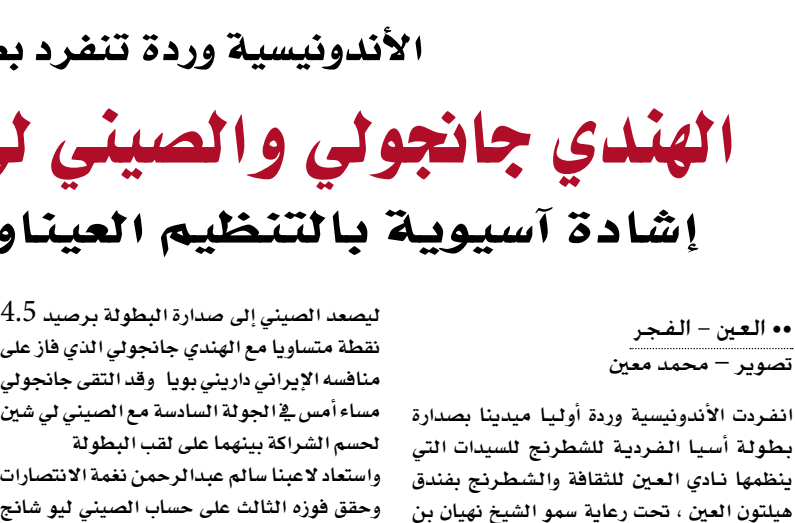 الأندونيسية وردة تنفرد
الهندي جانجولي والصيني
إشادة آسيوية بالتنظيم
•• العين – الفجر
تصوير – محمد معين
انفردت الأندونيسية وردة أوليا ميدينا بصدارة
بطولة أسيا الفردية للشطرنج للسيدات التي
ينظمها نادي العين للثقافة والشطرنج بفندق
هيلتون العين ، تحت رعاية سمو الشيخ نهيان بن
ليصعد الصيني إلى صدارة البطولة برصيد 4.5
نقطة متساويا مع الهندي جانجولي الذي فاز على
منافسه الإيراني داريني بويا وقد التقى جانجولي
مساء أمس في الجولة السادسة مع الصيني لي شين
لحسم الشراكة بينهما على لقب البطولة
واستعاد لاعبنا سالم عبدالرحمن نغمة الانتصارات
وحقق فوزه الثالث على حساب الصيني ليو شانج